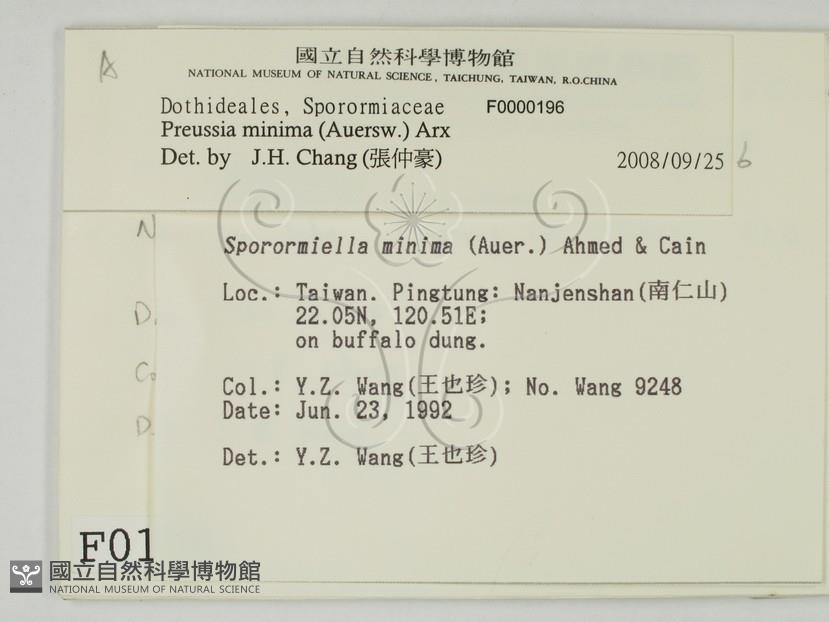 國立自然科學博物館
NATIONAL MUSEUM OF NATURAL SCIENCE, TAICHUNG, TAIWAN, R.O.CHINA
Dothideales, Sporormiaceae F0000196
Preussia minima (Auersw.) Arx
Det. by J.H. Chang (張仲豪) 2008/09/25
Sporormiella minima (Auer.) Ahmed & Cain
Loc.: Taiwan. Pingtung: Nanjenshan(南仁山)
22.05N, 120.51E;
on buffalo dung.
Col.: Y.Z. Wang(王也珍); No. Wang 9248
Date: Jun. 23, 1992
Det.: Y.Z. Wang(王也珍)
F01
國立自然科學博物館
NATIONAL MUSEUM OF NATURAL SCIENCE